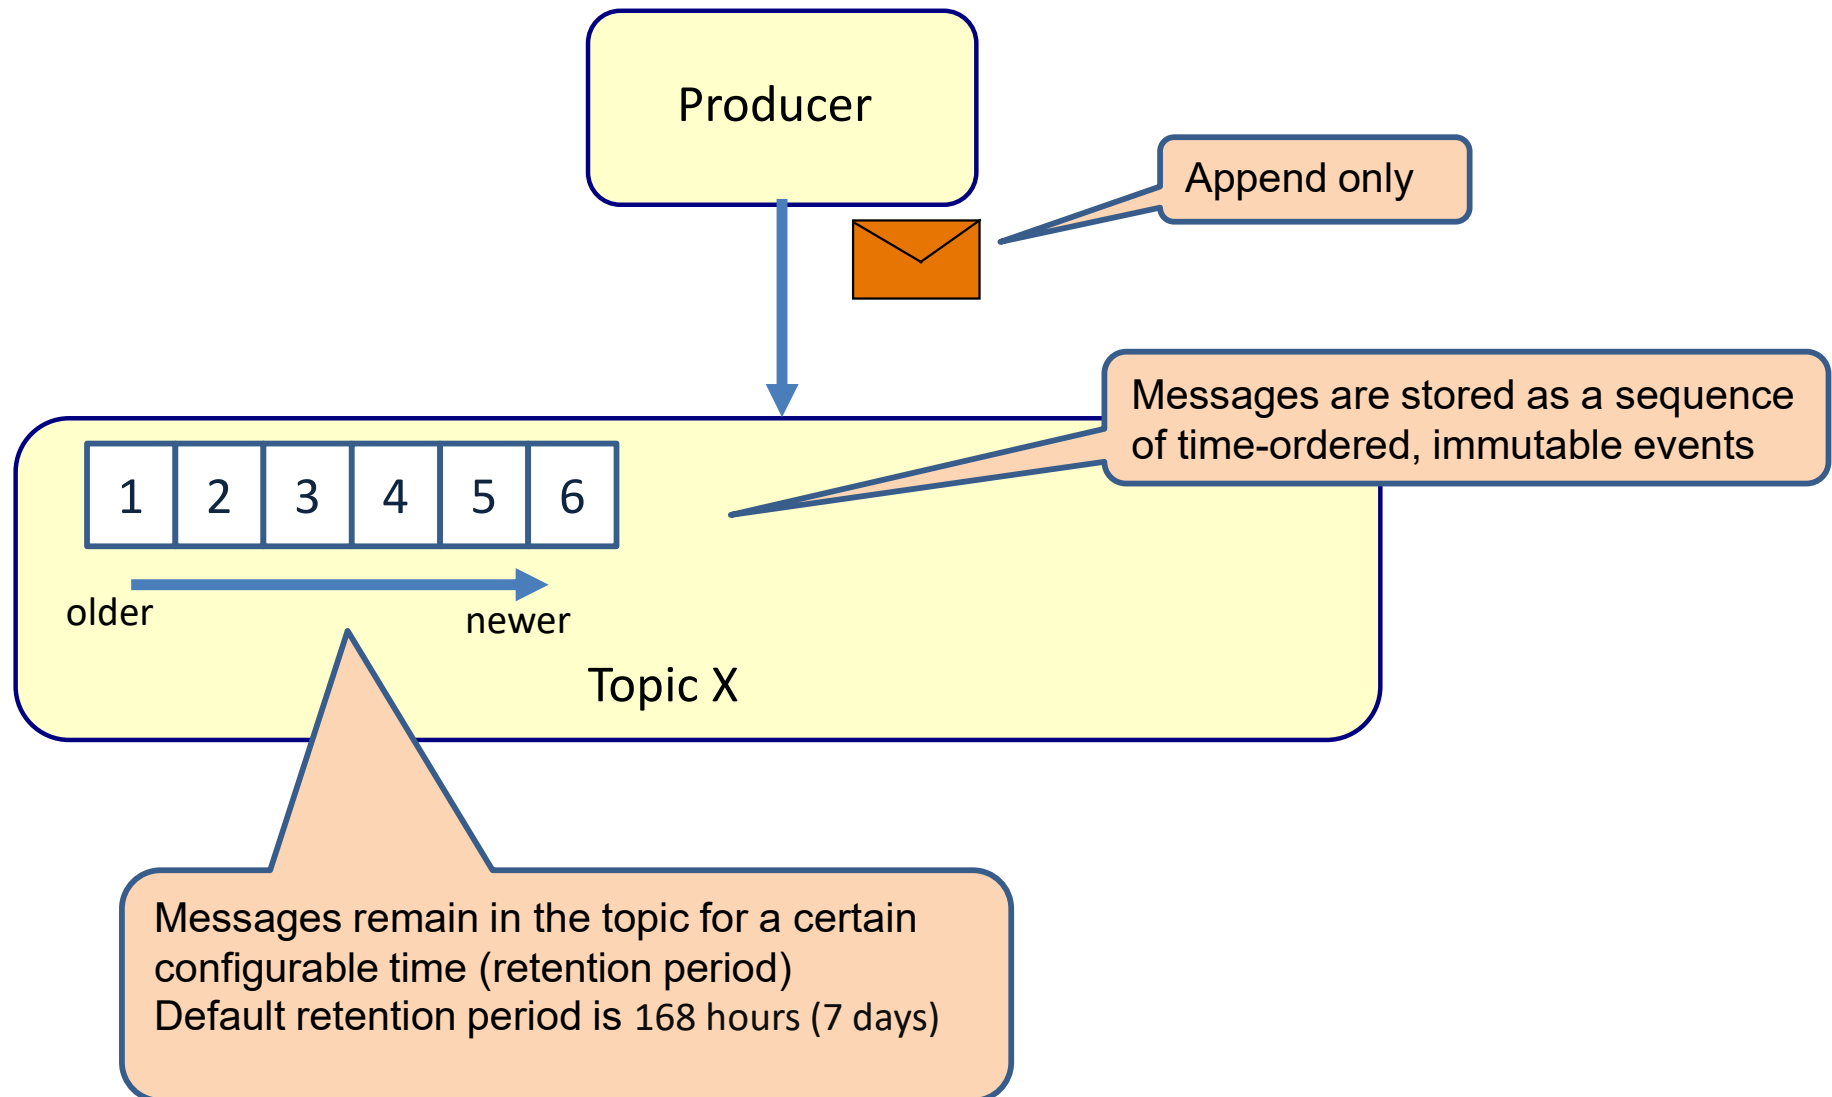 Producer
Append only
Messages are stored as a sequence
of time-ordered, immutable events
1 2 3 4 5 6
older
newer
Topic X
Messages remain in the topic for a certain
configurable time (retention period)
Default retention period is 168 hours (7 days)